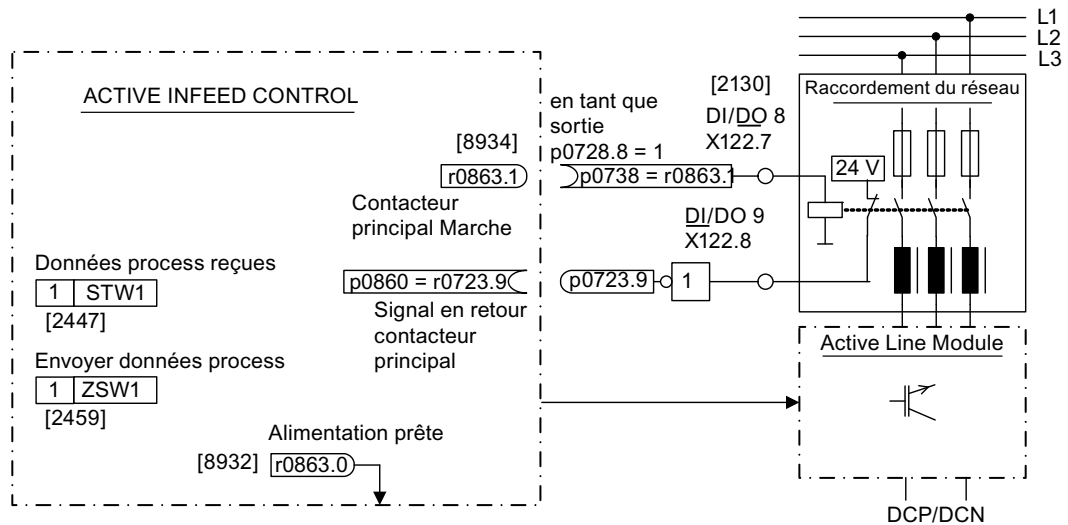 L1
L2
L3
ACTIVE INFEED CONTROL
[8934]
r0863.1
Contacteur
principal Marche
en tant que
sortie
p0728.8 = 1
p0738 = r0863.1
[2130]
DI/DO 8
X122.7
Raccordement du réseau
24 V
DI/DO 9
X122.8
Données process reçues
1 STW1
[2447]
p0860 = r0723.9
p0723.9
1
Signal en retour
contacteur
principal
Envoyer données process
1 ZSW1
[2459]
Active Line Module
Alimentation prête
[8932] r0863.0
DCP/DCN